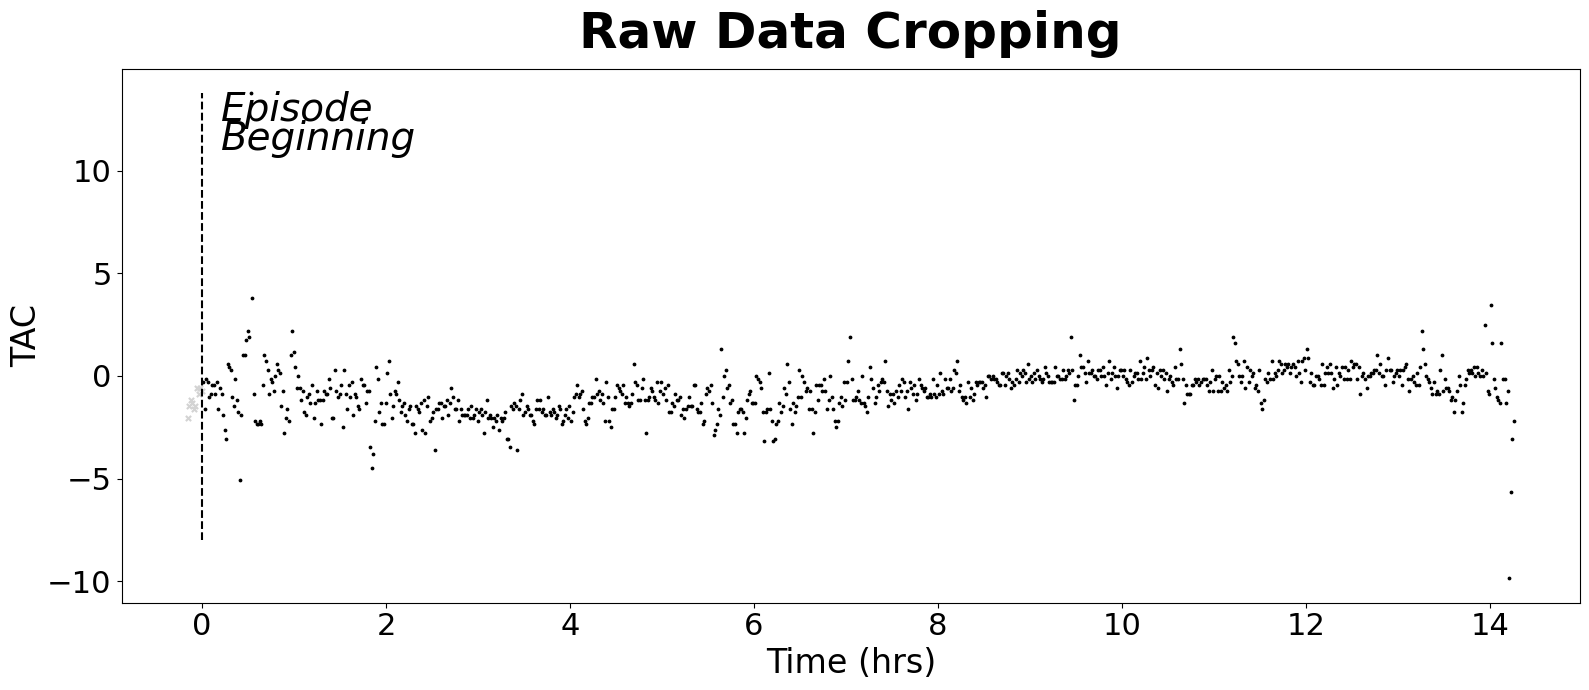 Raw Data Cropping
Episode
Beginning
10
5
0
−5
−10
TAC
0 2 4 6 8 10 12 14
Time (hrs)